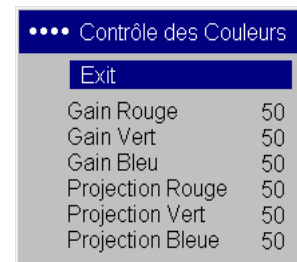 •••• Contrôle des Couleurs
Exit
Gain Rouge 50
Gain Vert 50
Gain Bleu 50
Projection Rouge 50
Projection Vert 50
Projection Bleue 50